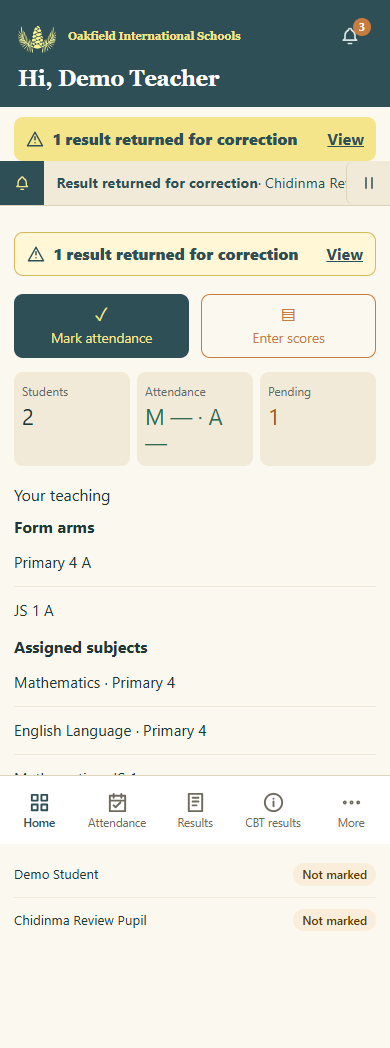 Oakfield International Schools
3
Hi, Demo Teacher
1 result returned for correction View
Result returned for correction· Chidinma Re
1 result returned for correction View
Mark attendance
Enter scores
Students
2
Attendance
M — · A
—
Pending
1
Your teaching
Form arms
Primary 4 A
JS 1 A
Assigned subjects
Mathematics · Primary 4
English Language · Primary 4
Home
Attendance
Results
CBT results
More
Demo Student Not marked
Chidinma Review Pupil Not marked